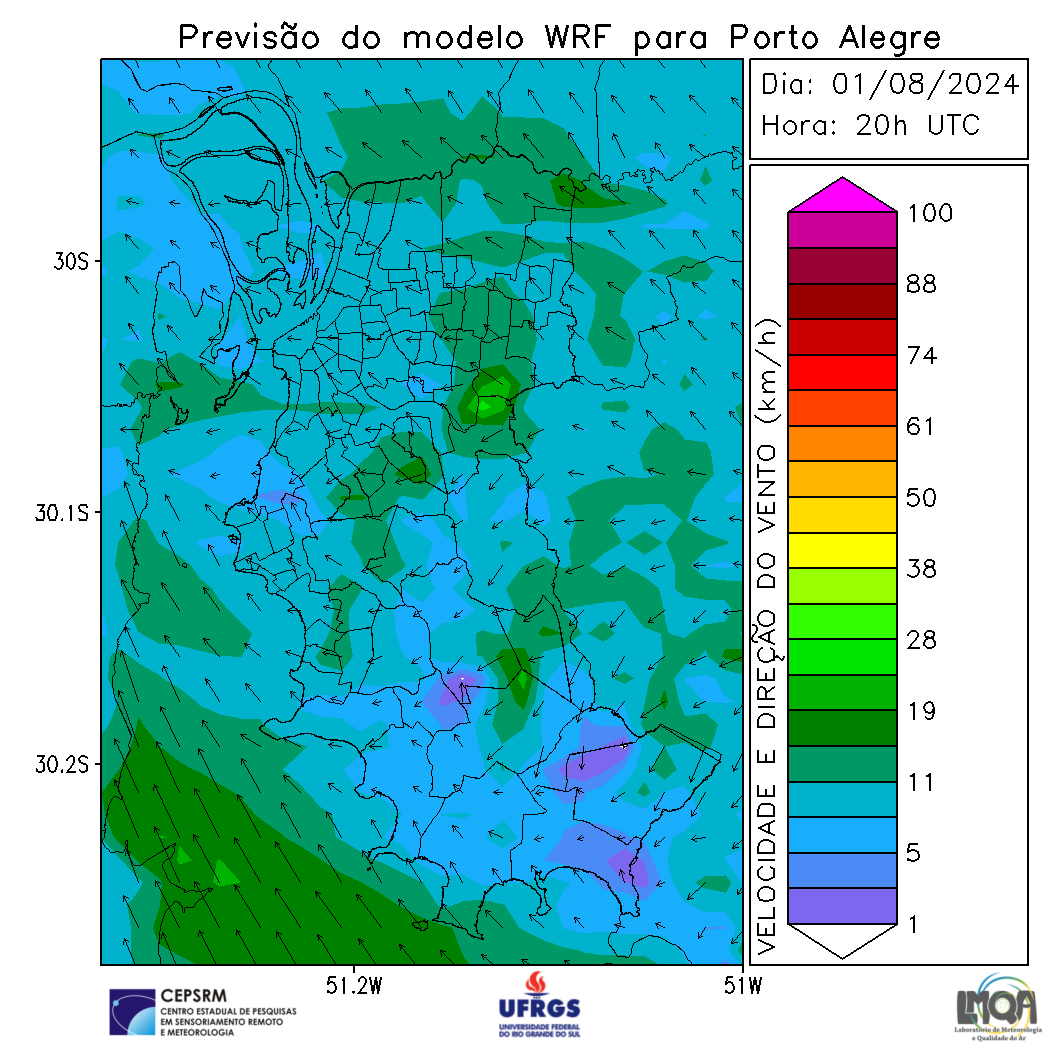 Previsão do modelo WRF para Porto Alegre
Dia: 01/08/2024
Hora: 20h UTC
30S
30.1S
30.2S
51.2W
51W
VELOCIDADE E DIREÇÃO DO VENTO (km/h)
100
88
74
61
50
38
28
19
11
5
1
CEPSRM
CENTRO ESTADUAL DE PESQUISAS
EM SENSORIAMENTO REMOTO
E METEOROLOGIA
UFRGS
UNIVERSIDADE FEDERAL
DO RIO GRANDE DO SUL
LMQA
Laboratório de Meteorologia
e Qualidade do Ar